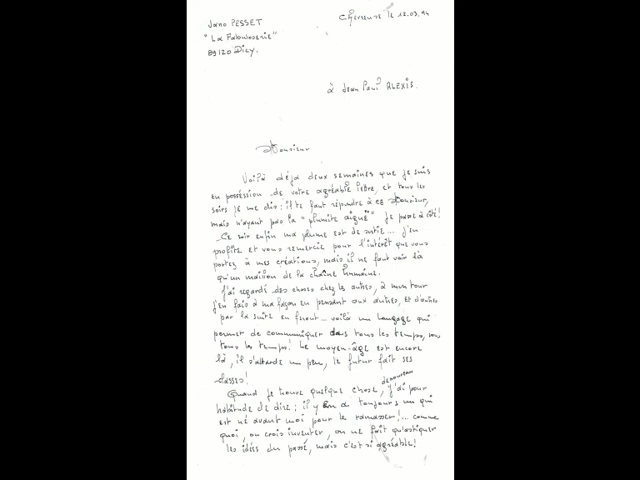 Jano PESSET
"La Fabuloserie"
89120 Dicy.
le 12.03.94
à Jean Paul ALEXIS.
Monsieur
Voilà déjà deux semaines que je suis
en possession de votre agréable lettre, et tous les
soirs je me dis : il te faut répondre à ce Monsieur,
mais n'ayant pas la "plumite aiguë" je passe à côté !
Ce soir enfin ma plume est de sortie... j'en
profite et vous remercie pour l'intérêt que vous
portez à mes créations, mais il ne faut voir là
qu'un maillon de la chaîne humaine.
J'ai regardé des choses chez les autres, à mon tour
j'en fais à ma façon en pensant aux autres, et d'autres
par la suite en feront... voilà un langage qui
permet de communiquer dans tous les temps,
tous les temps ! Le moyen-âge est encore
là, il s'attarde un peu, le futur fait ses
classes !
Quand je trouve quelque chose de nouveau, j'ai pour
habitude de dire : il y en a toujours un qui
est né avant moi pour le ramasser !... comme
quoi, on crois inventer, on ne fait qu'astiquer
les idées du passé, mais c'est si agréable !